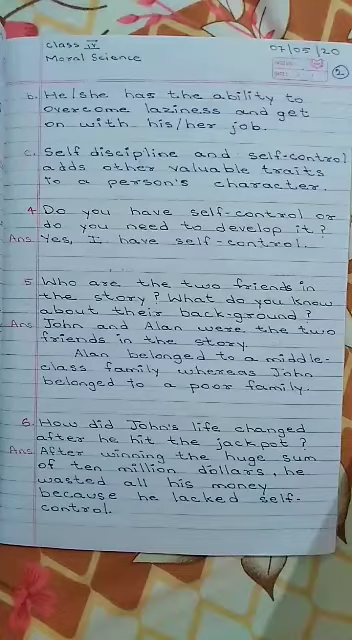 Class IV
Moral Science
07/05/20
2.
b. He/she has the ability to
overcome laziness and get
on with his/her job.
c. Self discipline and self-control
adds other valuable traits
to a person's character.
4 Do you have self-control or
do you need to develop it?
Ans Yes, I have self-control.
5 Who are the two friends in
the story? What do you know
about their back-ground?
Ans John and Alan were the two
friends in the story.
Alan belonged to a middle-
class family whereas John
belonged to a poor family.
6. How did John's life changed
after he hit the jackpot?
Ans After winning the huge sum
of ten million dollars, he
wasted all his money
because he lacked self-
control.